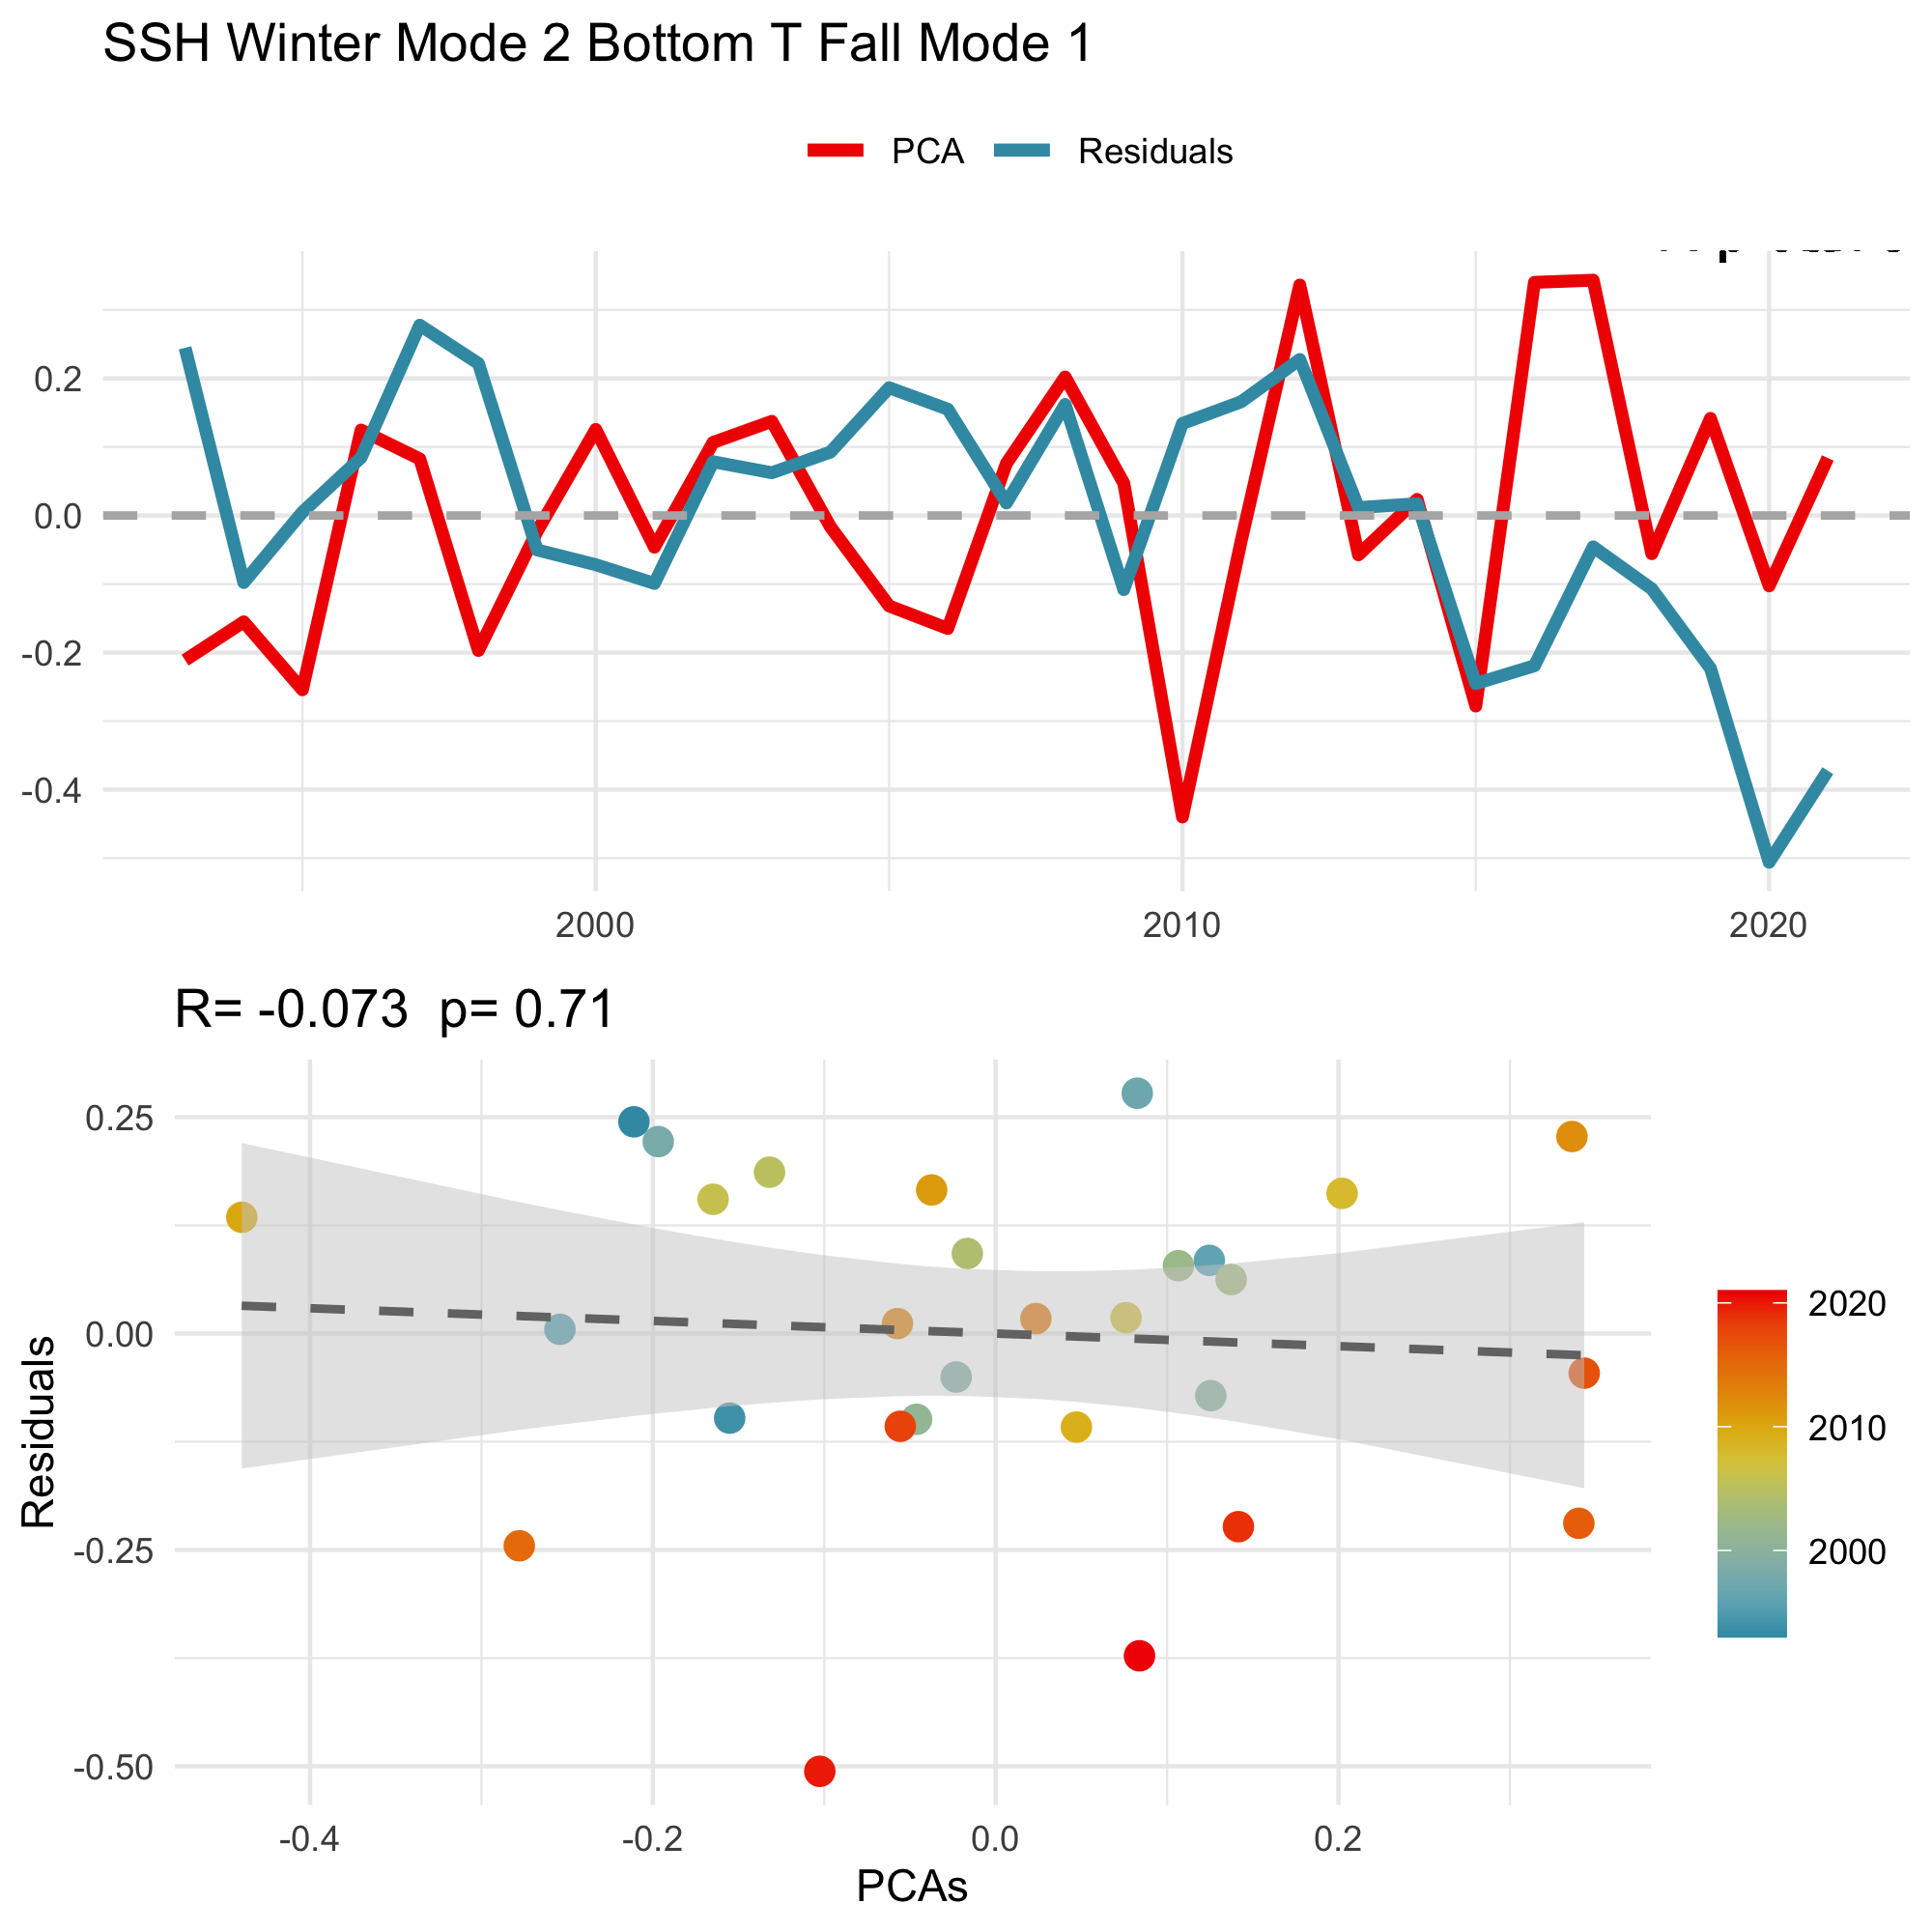 SSH Winter Mode 2 Bottom T Fall Mode 1
PCA Residuals
0.2
0.0
-0.2
-0.4
2000 2010 2020
R= -0.073 p= 0.71
Residuals
0.25
0.00
-0.25
-0.50
-0.4 -0.2 0.0 0.2
PCAs
2020
2010
2000